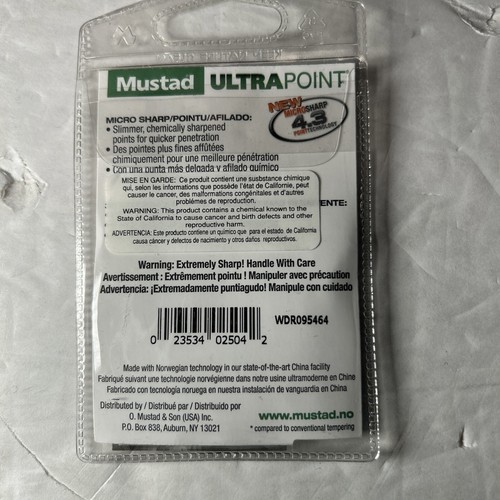 Mustad ULTRAPOINT
NEW
MICROSHARP
4.3
POINT TECHNOLOGY
MICRO SHARP/POINTU/AFILADO:
• Slimmer, chemically sharpened
points for quicker penetration
• Des pointes plus fines affûtées
chimiquement pour une meilleure pénétration
• Con una punta más delgada y afilado químico
MISE EN GARDE: Ce produit contient une susbstance chimique
qui, selon les informations que possède l'état de Californie, peut
causer le cancer, des malformations congénitales et d'autres
problèmes de reproduction.
ENTE:
WARNING: This product contains a chemical known to the
State of California to cause cancer and birth defects and other
reproductive harm.
ADVERTENCIA: Este producto contiene un químico que para el estado de California
causa cáncer y defectos de nacimiento y otros daños reproductivos.
Warning: Extremely Sharp! Handle With Care
Avertissement : Extrêmement pointu ! Manipuler avec précaution
Advertencia: ¡Extremadamente puntiagudo! Manipule con cuidado
0 23534 02504 2
WDR095464
Made with Norwegian technology in our state-of-the-art China facility
Fabriqué suivant une technologie norvégienne dans notre usine ultramoderne en Chine
Fabricado con tecnología noruega en nuestra instalación de vanguardia en China
Distributed by / Distribué par / Distribuido por
O. Mustad & Son (USA) Inc.
P.O. Box 838, Auburn, NY 13021
www.mustad.no
* compared to conventional tempering